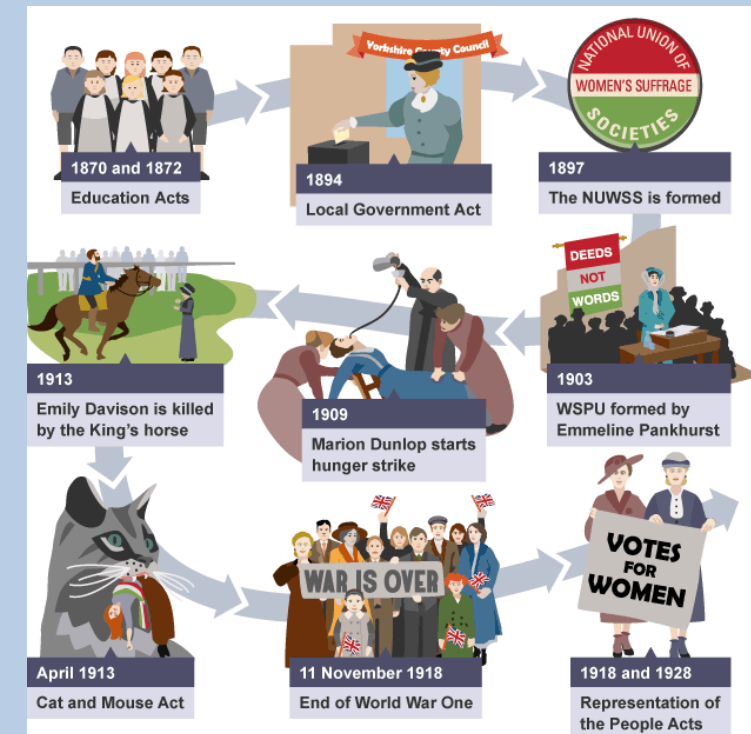 Yorkshire County Council
NATIONAL UNION OF
WOMEN'S SUFFRAGE
SOCIETIES
1870 and 1872
Education Acts
1894
Local Government Act
1897
The NUWSS is formed
DEEDS
NOT
WORDS
1913
Emily Davison is killed
by the King's horse
1909
Marion Dunlop starts
hunger strike
1903
WSPU formed by
Emmeline Pankhurst
WAR IS OVER
VOTES
FOR
WOMEN
April 1913
Cat and Mouse Act
11 November 1918
End of World War One
1918 and 1928
Representation of
the People Acts